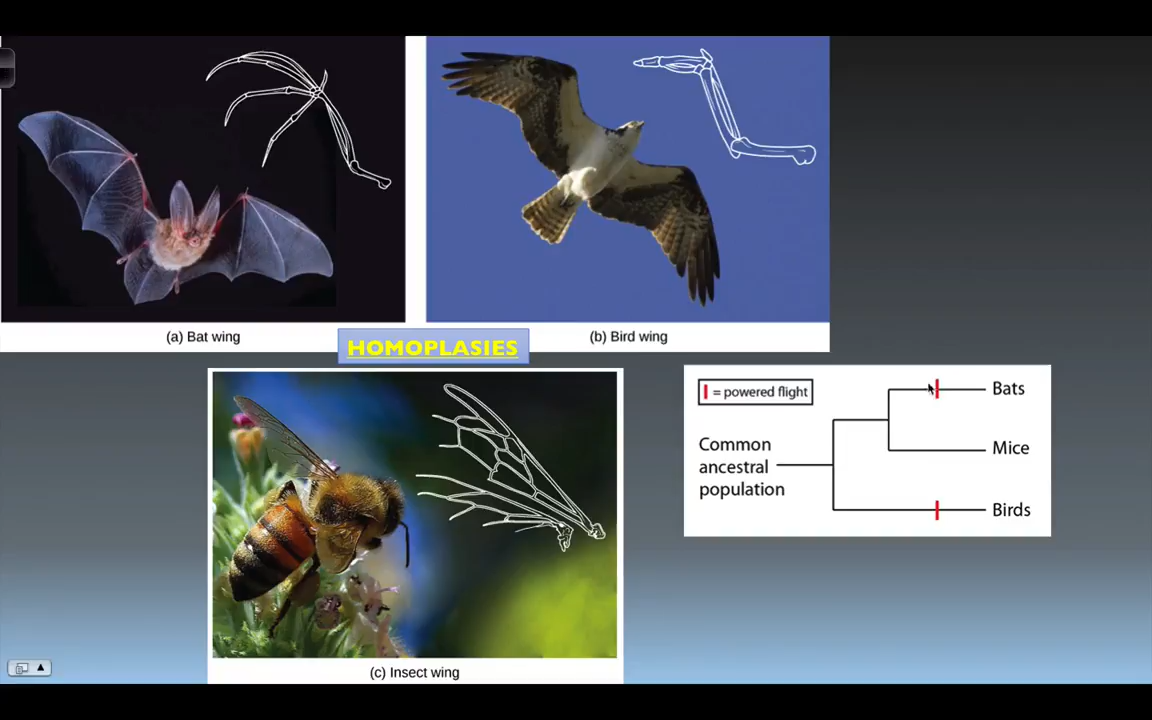 (a) Bat wing
(b) Bird wing
HOMOPLASIES
= powered flight
Bats
Common
ancestral
population
Mice
Birds
(c) Insect wing